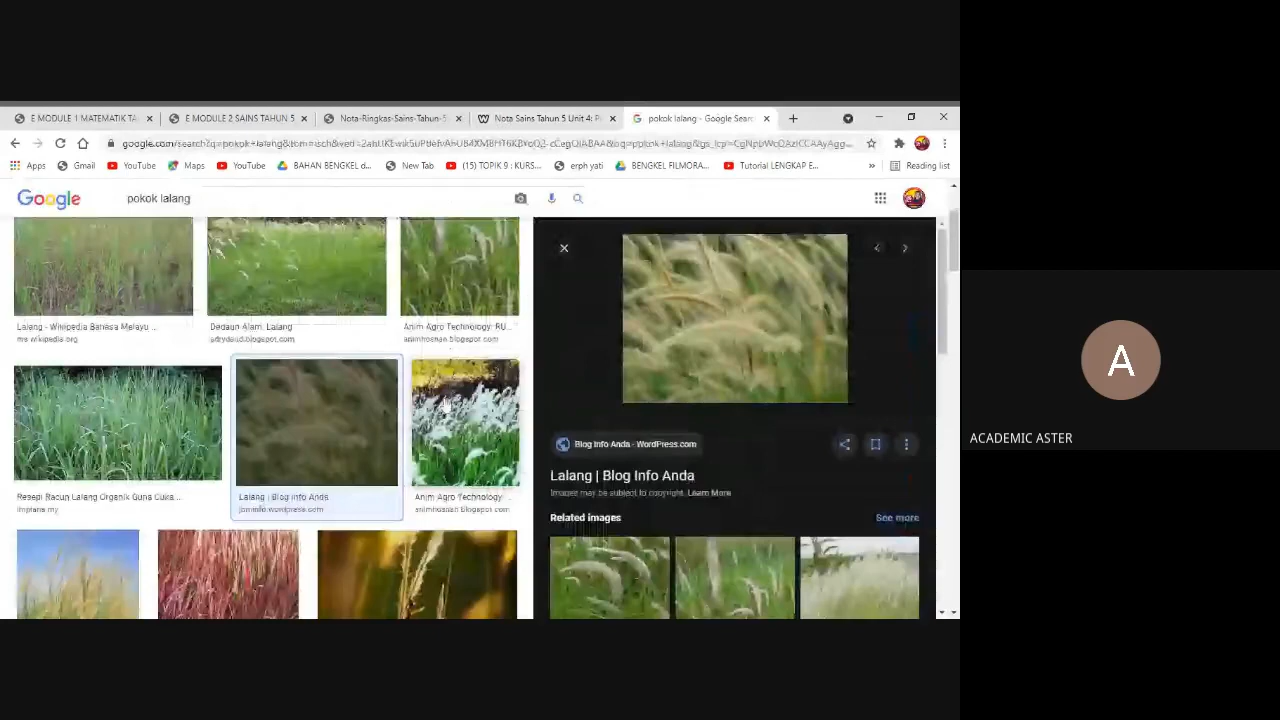 E MODULE 1 MATEMATIK TA
E MODULE 2 SAINS TAHUN 5
Nota-Ringkas-Sains-Tahun-5
Nota Sains Tahun 5 Unit 4: P
pokok lalang - Google Sear
Apps
Gmail
YouTube
Maps
YouTube
BAHAN BENGKEL d...
New Tab
(15) TOPIK 9 : KURS...
erph yati
BENGKEL FILMORA...
Tutorial LENGKAP E...
»
Reading list
Google
pokok lalang
Lalang - Wikipedia Bahasa Melayu ...
ms.wikipedia.org
Dedaun Alam: Lalang
Anim Agro Technology: RU...
animhosnan.blogspot.com
Resepi Racun Lalang Organik Guna Cuka...
impiana.my
Lalang | Blog Info Anda
Anim Agro Technology: ...
animhosnan.blogspot.com
Blog Info Anda - WordPress.com
Lalang | Blog Info Anda
Images may be subject to copyright. Learn More
Related images
See more
A
ACADEMIC ASTER